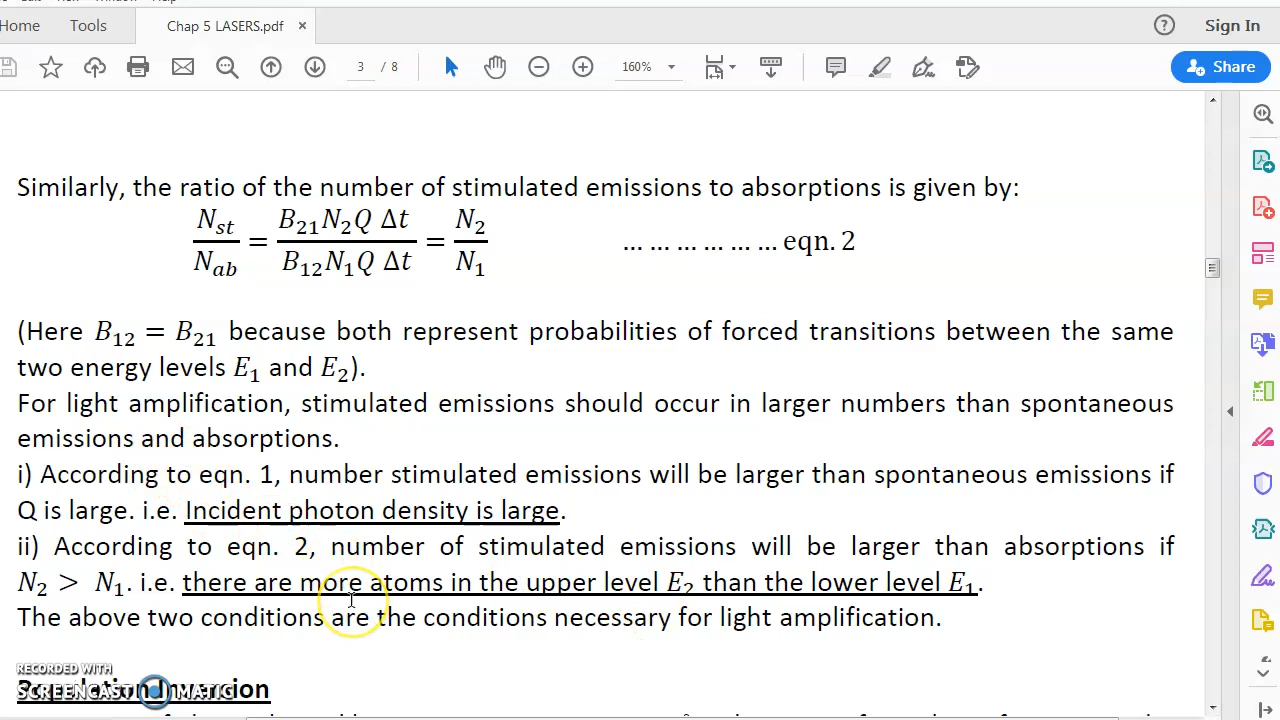 Home Tools Chap 5 LASERS.pdf × ? Sign In
3 / 8 160% Share
Similarly, the ratio of the number of stimulated emissions to absorptions is given by:
N_st/N_ab = B_21 N_2 Q Δt / B_12 N_1 Q Δt = N_2/N_1 ... ... ... ... ... ... eqn. 2
(Here B_12 = B_21 because both represent probabilities of forced transitions between the same
two energy levels E_1 and E_2).
For light amplification, stimulated emissions should occur in larger numbers than spontaneous
emissions and absorptions.
i) According to eqn. 1, number stimulated emissions will be larger than spontaneous emissions if
Q is large. i.e. Incident photon density is large.
ii) According to eqn. 2, number of stimulated emissions will be larger than absorptions if
N_2 > N_1. i.e. there are more atoms in the upper level E_2 than the lower level E_1.
The above two conditions are the conditions necessary for light amplification.
RECORDED WITH
SCREENCAST MATIC
Population Inversion